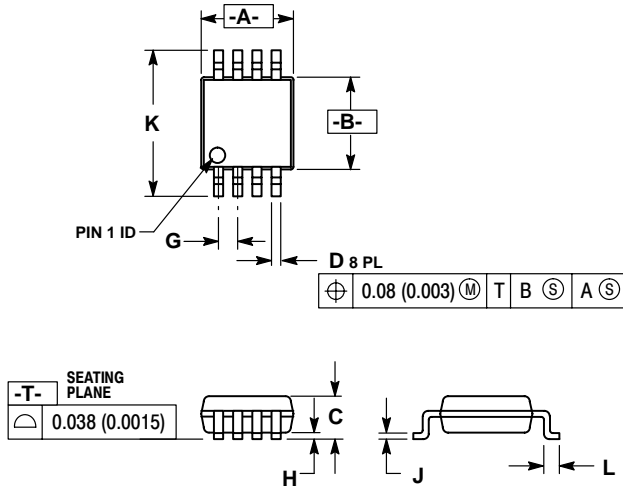 -A-
K
-B-
PIN 1 ID
G
D 8 PL
⌖ 0.08 (0.003) Ⓜ T B Ⓢ A Ⓢ
-T- SEATING
PLANE
⌓ 0.038 (0.0015)
C
H
J
L